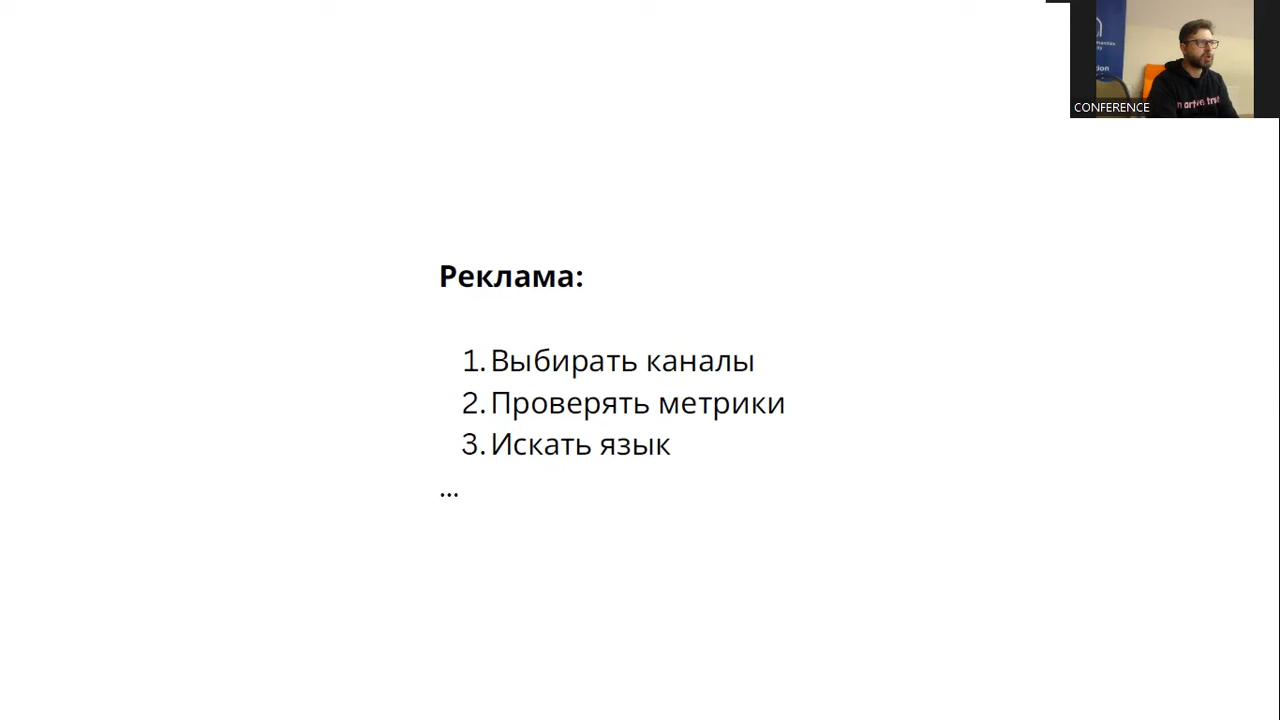 CONFERENCE
Реклама:
1. Выбирать каналы
2. Проверять метрики
3. Искать язык
...